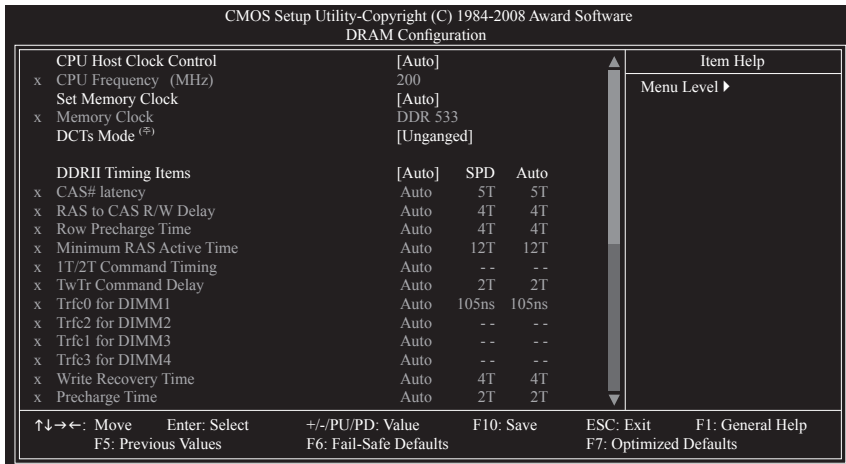 CMOS Setup Utility-Copyright (C) 1984-2008 Award Software
DRAM Configuration
CPU Host Clock Control [Auto]
x CPU Frequency (MHz) 200
Set Memory Clock [Auto]
x Memory Clock DDR 533
DCTs Mode (주) [Unganged]
DDRII Timing Items [Auto] SPD Auto
x CAS# latency Auto 5T 5T
x RAS to CAS R/W Delay Auto 4T 4T
x Row Precharge Time Auto 4T 4T
x Minimum RAS Active Time Auto 12T 12T
x 1T/2T Command Timing Auto - - - -
x TwTr Command Delay Auto 2T 2T
x Trfc0 for DIMM1 Auto 105ns 105ns
x Trfc2 for DIMM2 Auto - - - -
x Trfc1 for DIMM3 Auto - - - -
x Trfc3 for DIMM4 Auto - - - -
x Write Recovery Time Auto 4T 4T
x Precharge Time Auto 2T 2T
Item Help
Menu Level
↑↓→←: Move Enter: Select +/-/PU/PD: Value F10: Save ESC: Exit F1: General Help
F5: Previous Values F6: Fail-Safe Defaults F7: Optimized Defaults